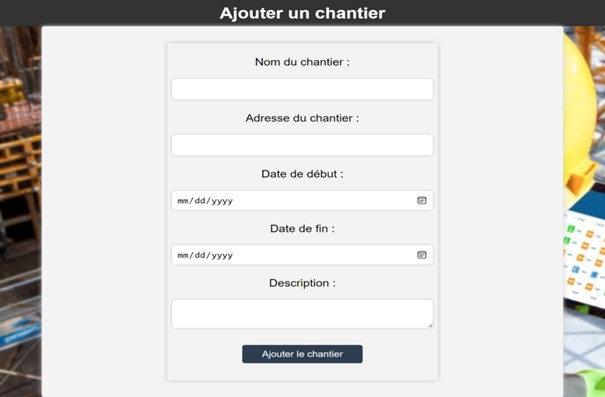 Ajouter un chantier
Nom du chantier :
Adresse du chantier :
Date de début :
mm/dd/yyyy
Date de fin :
mm/dd/yyyy
Description :
Ajouter le chantier